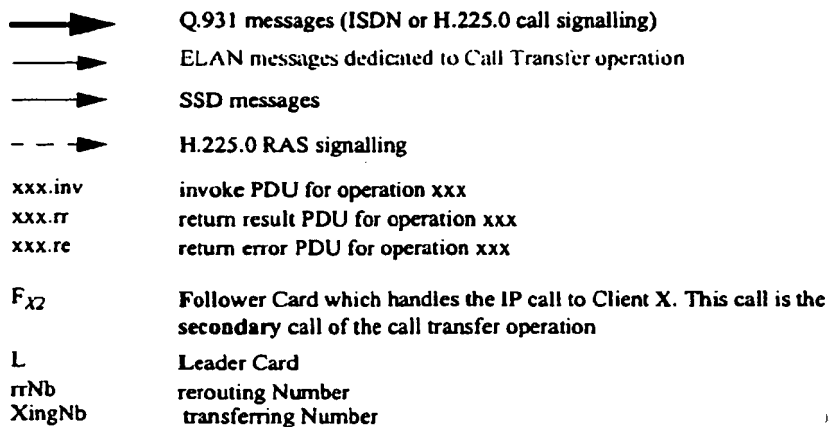 Q.931 messages (ISDN or H.225.0 call signalling)
ELAN messages dedicated to Call Transfer operation
SSD messages
H.225.0 RAS signalling
xxx.inv invoke PDU for operation xxx
xxx.rr return result PDU for operation xxx
xxx.re return error PDU for operation xxx
FX2 Follower Card which handles the IP call to Client X. This call is the
secondary call of the call transfer operation
L Leader Card
rrNb rerouting Number
XingNb transferring Number